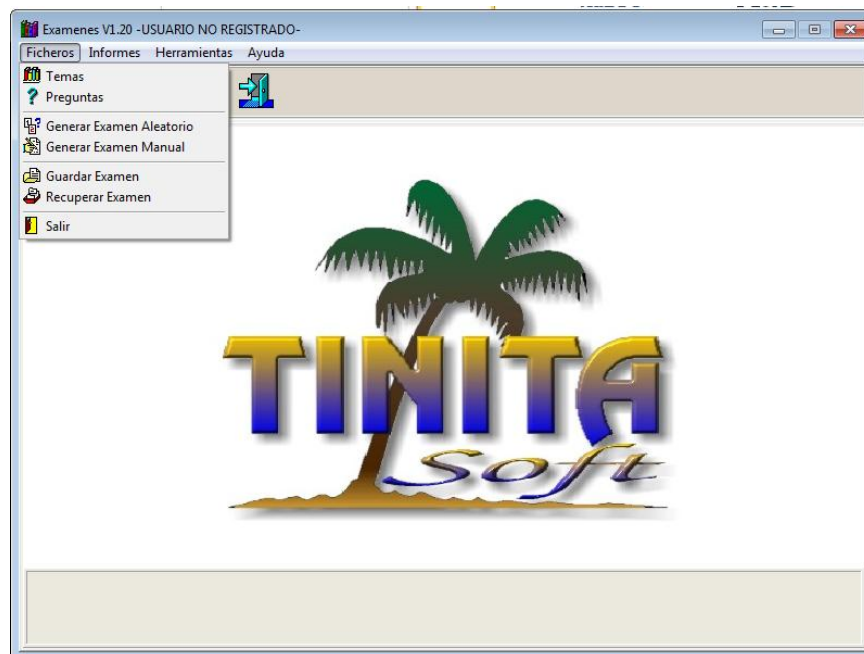 Examenes V1.20 -USUARIO NO REGISTRADO-
Ficheros Informes Herramientas Ayuda
Temas
Preguntas
Generar Examen Aleatorio
Generar Examen Manual
Guardar Examen
Recuperar Examen
Salir
TINITA
Soft